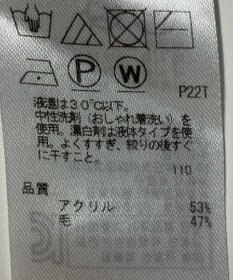 P W
P22T
液温は30℃以下。
中性洗剤（おしゃれ着洗い）を
使用。漂白剤は液体タイプを使
用。よくすすぎ、絞りの後すぐ
に干すこと。
110
品質
アクリル 53%
毛 47%